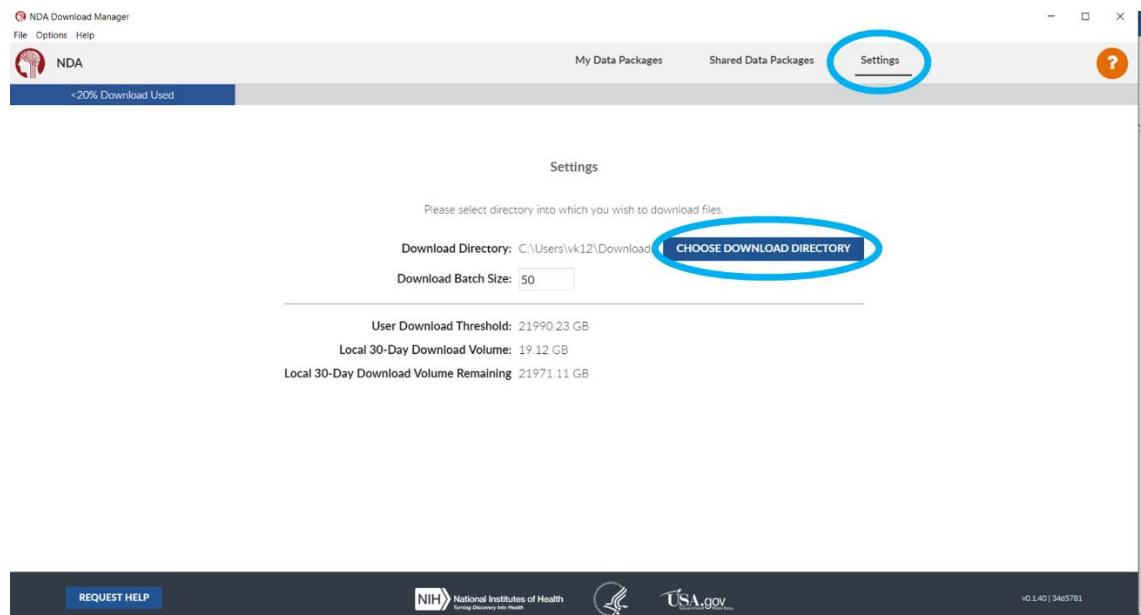 NDA Download Manager
File Options Help
NDA My Data Packages Shared Data Packages Settings ?
<20% Download Used
Settings
Please select directory into which you wish to download files.
Download Directory: C:\Users\vk12\Download CHOOSE DOWNLOAD DIRECTORY
Download Batch Size: 50
User Download Threshold: 21990.23 GB
Local 30-Day Download Volume: 19.12 GB
Local 30-Day Download Volume Remaining 21971.11 GB
REQUEST HELP NIH National Institutes of Health USA.gov v0.1.40 | 34d5781
Turning Discovery Into Health